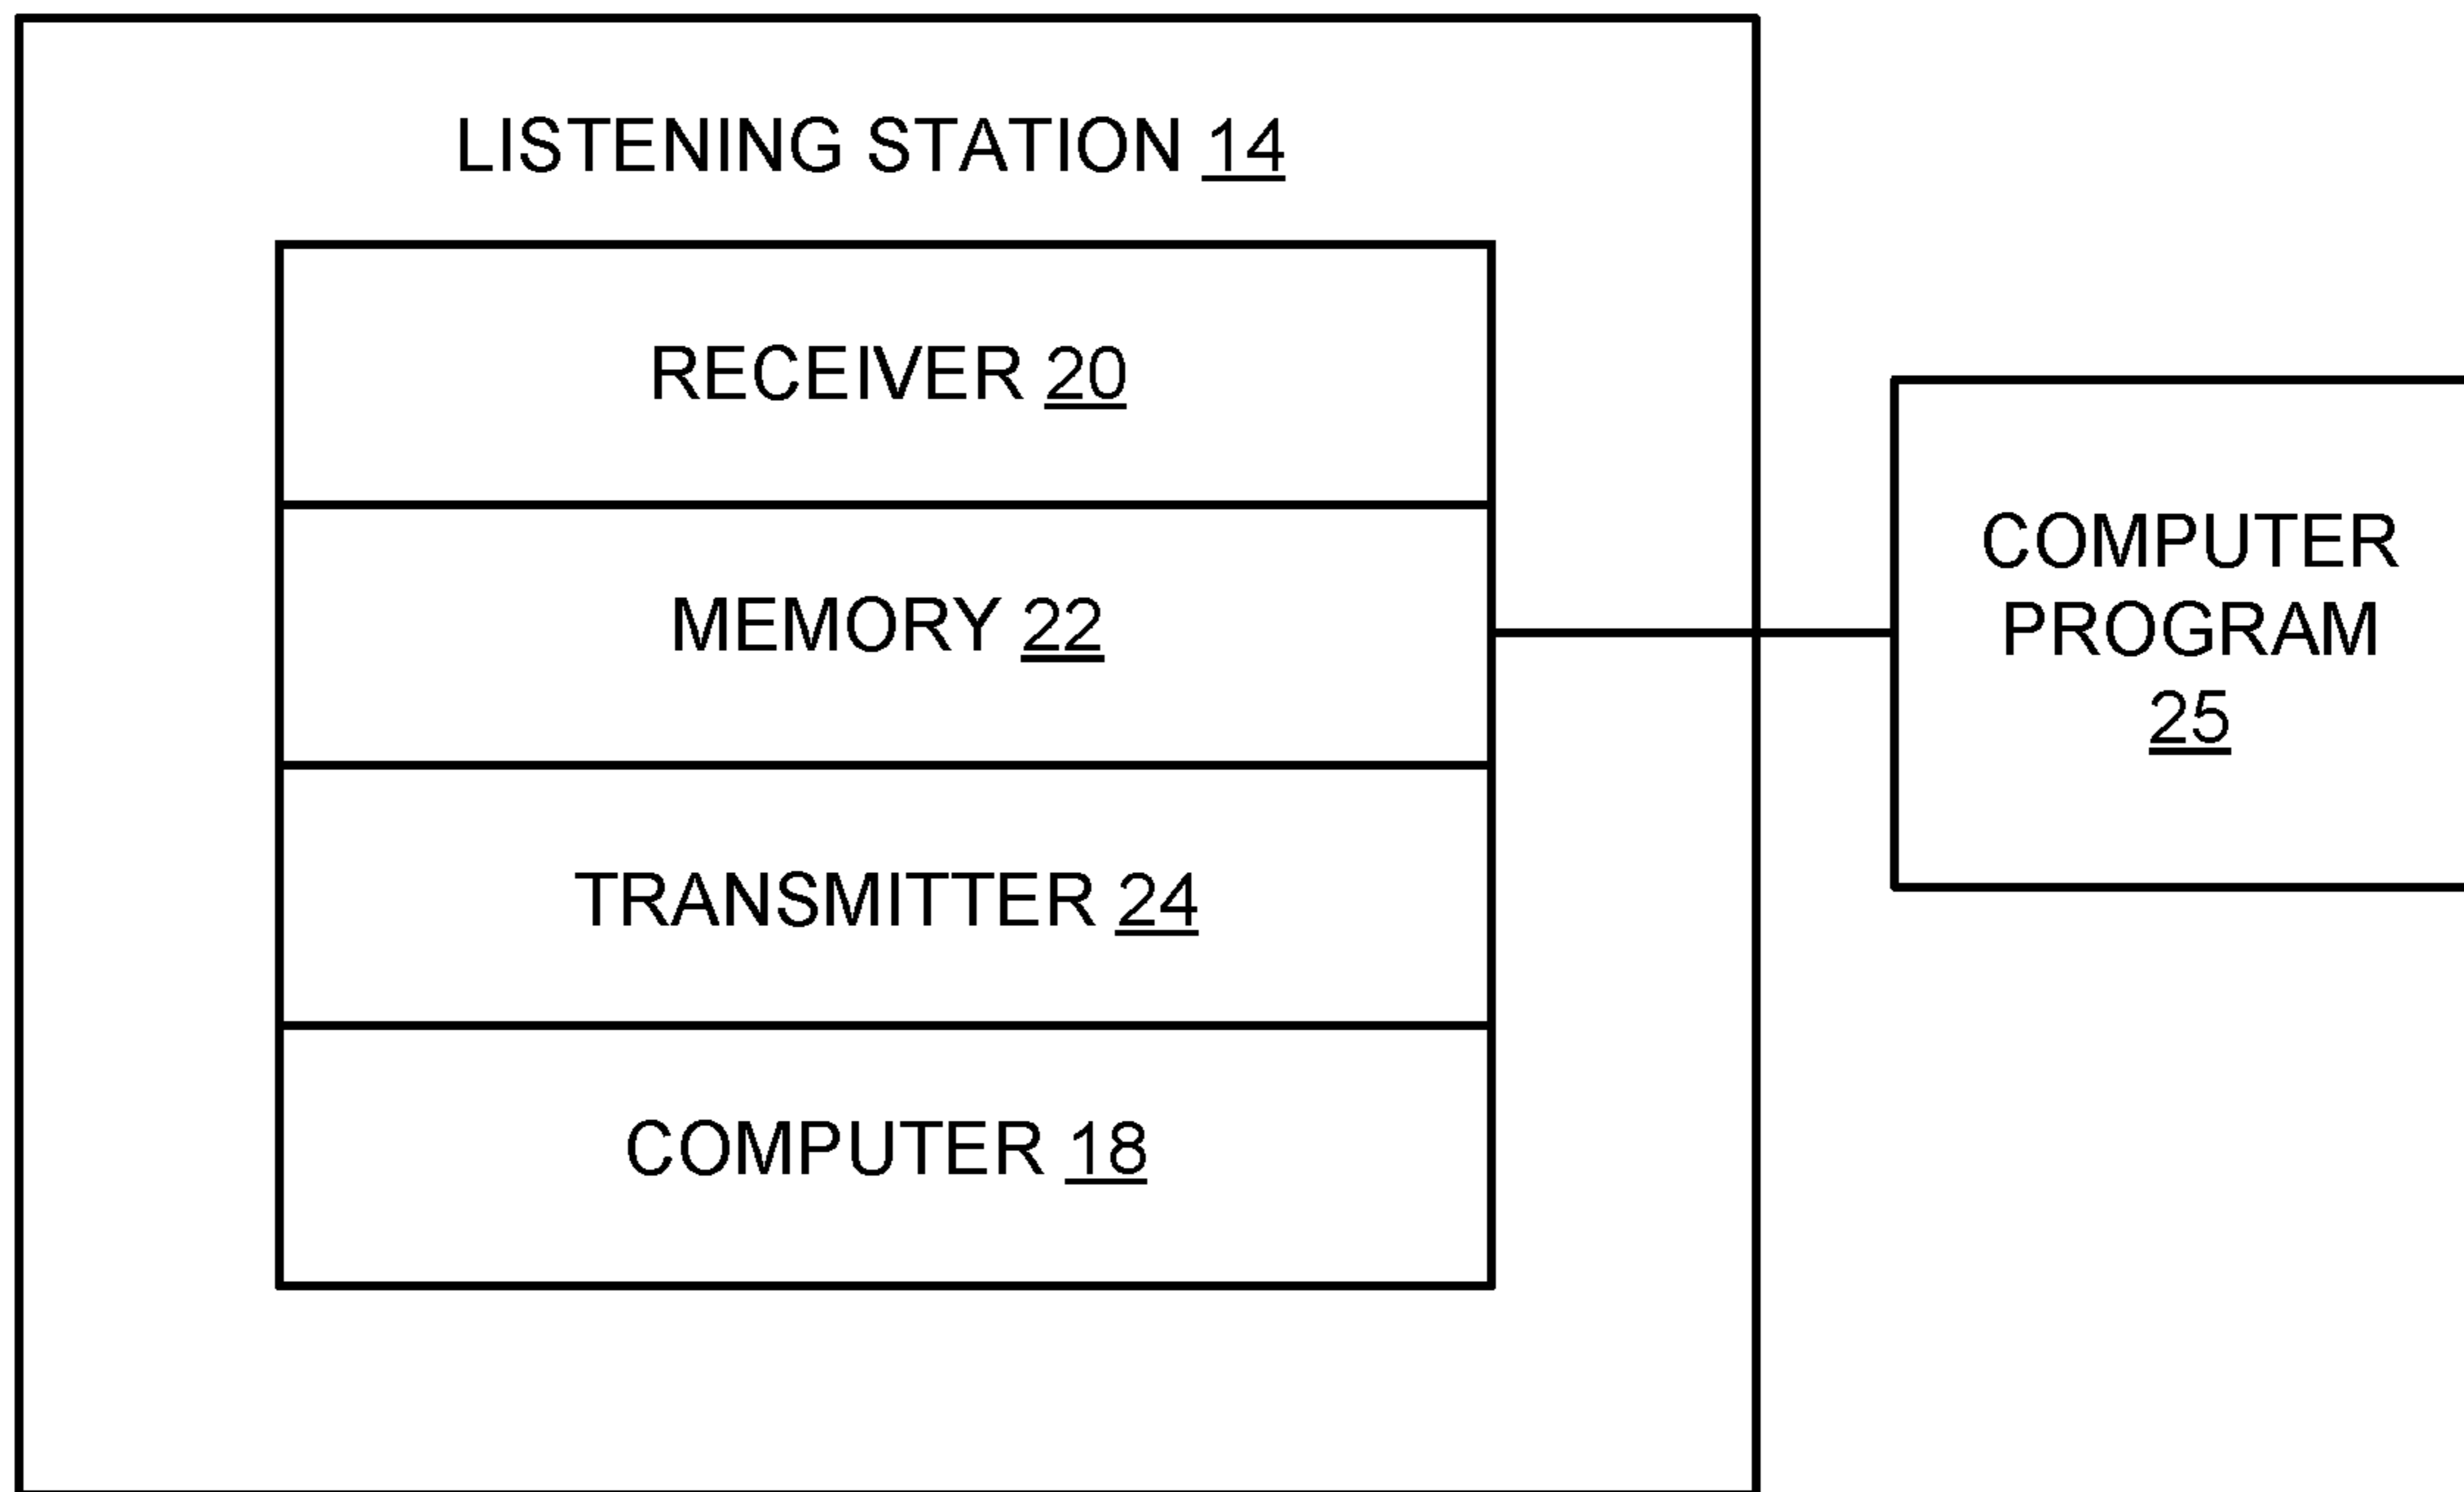 LISTENING STATION 14
RECEIVER 20
MEMORY 22
TRANSMITTER 24
COMPUTER 18
COMPUTER
PROGRAM
25